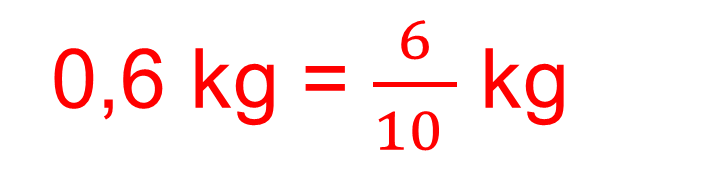 0,6 kg = 6/10 kg